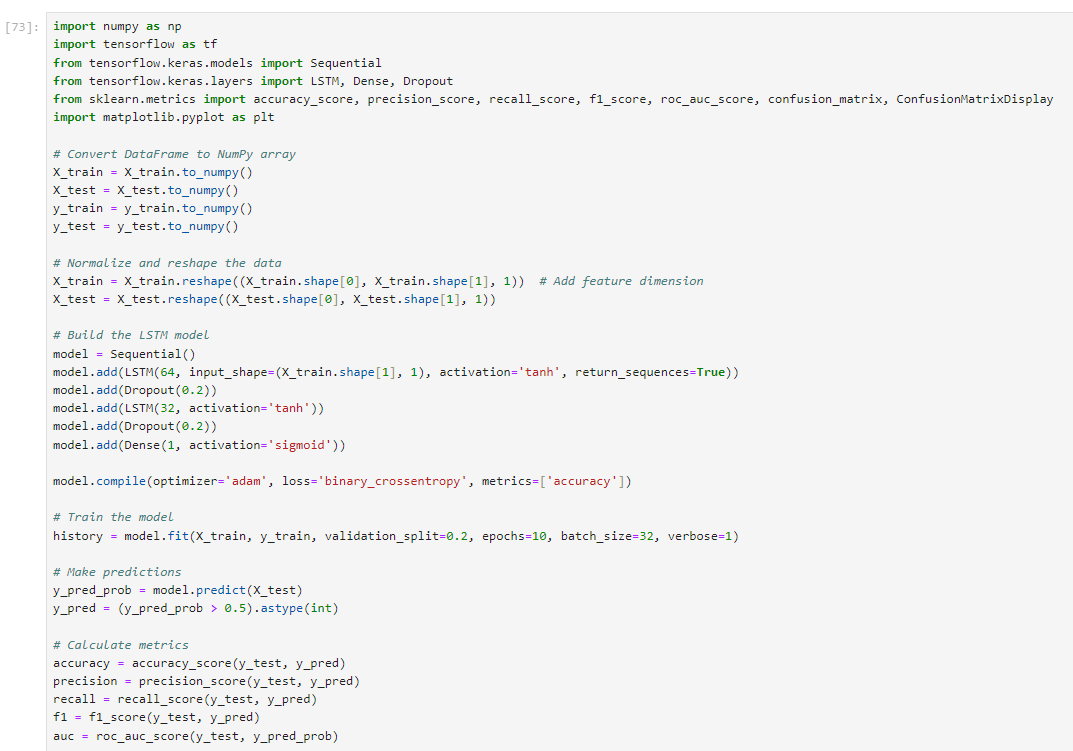 [73]:
import numpy as np
import tensorflow as tf
from tensorflow.keras.models import Sequential
from tensorflow.keras.layers import LSTM, Dense, Dropout
from sklearn.metrics import accuracy_score, precision_score, recall_score, f1_score, roc_auc_score, confusion_matrix, ConfusionMatrixDisplay
import matplotlib.pyplot as plt

# Convert DataFrame to NumPy array
X_train = X_train.to_numpy()
X_test = X_test.to_numpy()
y_train = y_train.to_numpy()
y_test = y_test.to_numpy()

# Normalize and reshape the data
X_train = X_train.reshape((X_train.shape[0], X_train.shape[1], 1))  # Add feature dimension
X_test = X_test.reshape((X_test.shape[0], X_test.shape[1], 1))

# Build the LSTM model
model = Sequential()
model.add(LSTM(64, input_shape=(X_train.shape[1], 1), activation='tanh', return_sequences=True))
model.add(Dropout(0.2))
model.add(LSTM(32, activation='tanh'))
model.add(Dropout(0.2))
model.add(Dense(1, activation='sigmoid'))

model.compile(optimizer='adam', loss='binary_crossentropy', metrics=['accuracy'])

# Train the model
history = model.fit(X_train, y_train, validation_split=0.2, epochs=10, batch_size=32, verbose=1)

# Make predictions
y_pred_prob = model.predict(X_test)
y_pred = (y_pred_prob > 0.5).astype(int)

# Calculate metrics
accuracy = accuracy_score(y_test, y_pred)
precision = precision_score(y_test, y_pred)
recall = recall_score(y_test, y_pred)
f1 = f1_score(y_test, y_pred)
auc = roc_auc_score(y_test, y_pred_prob)